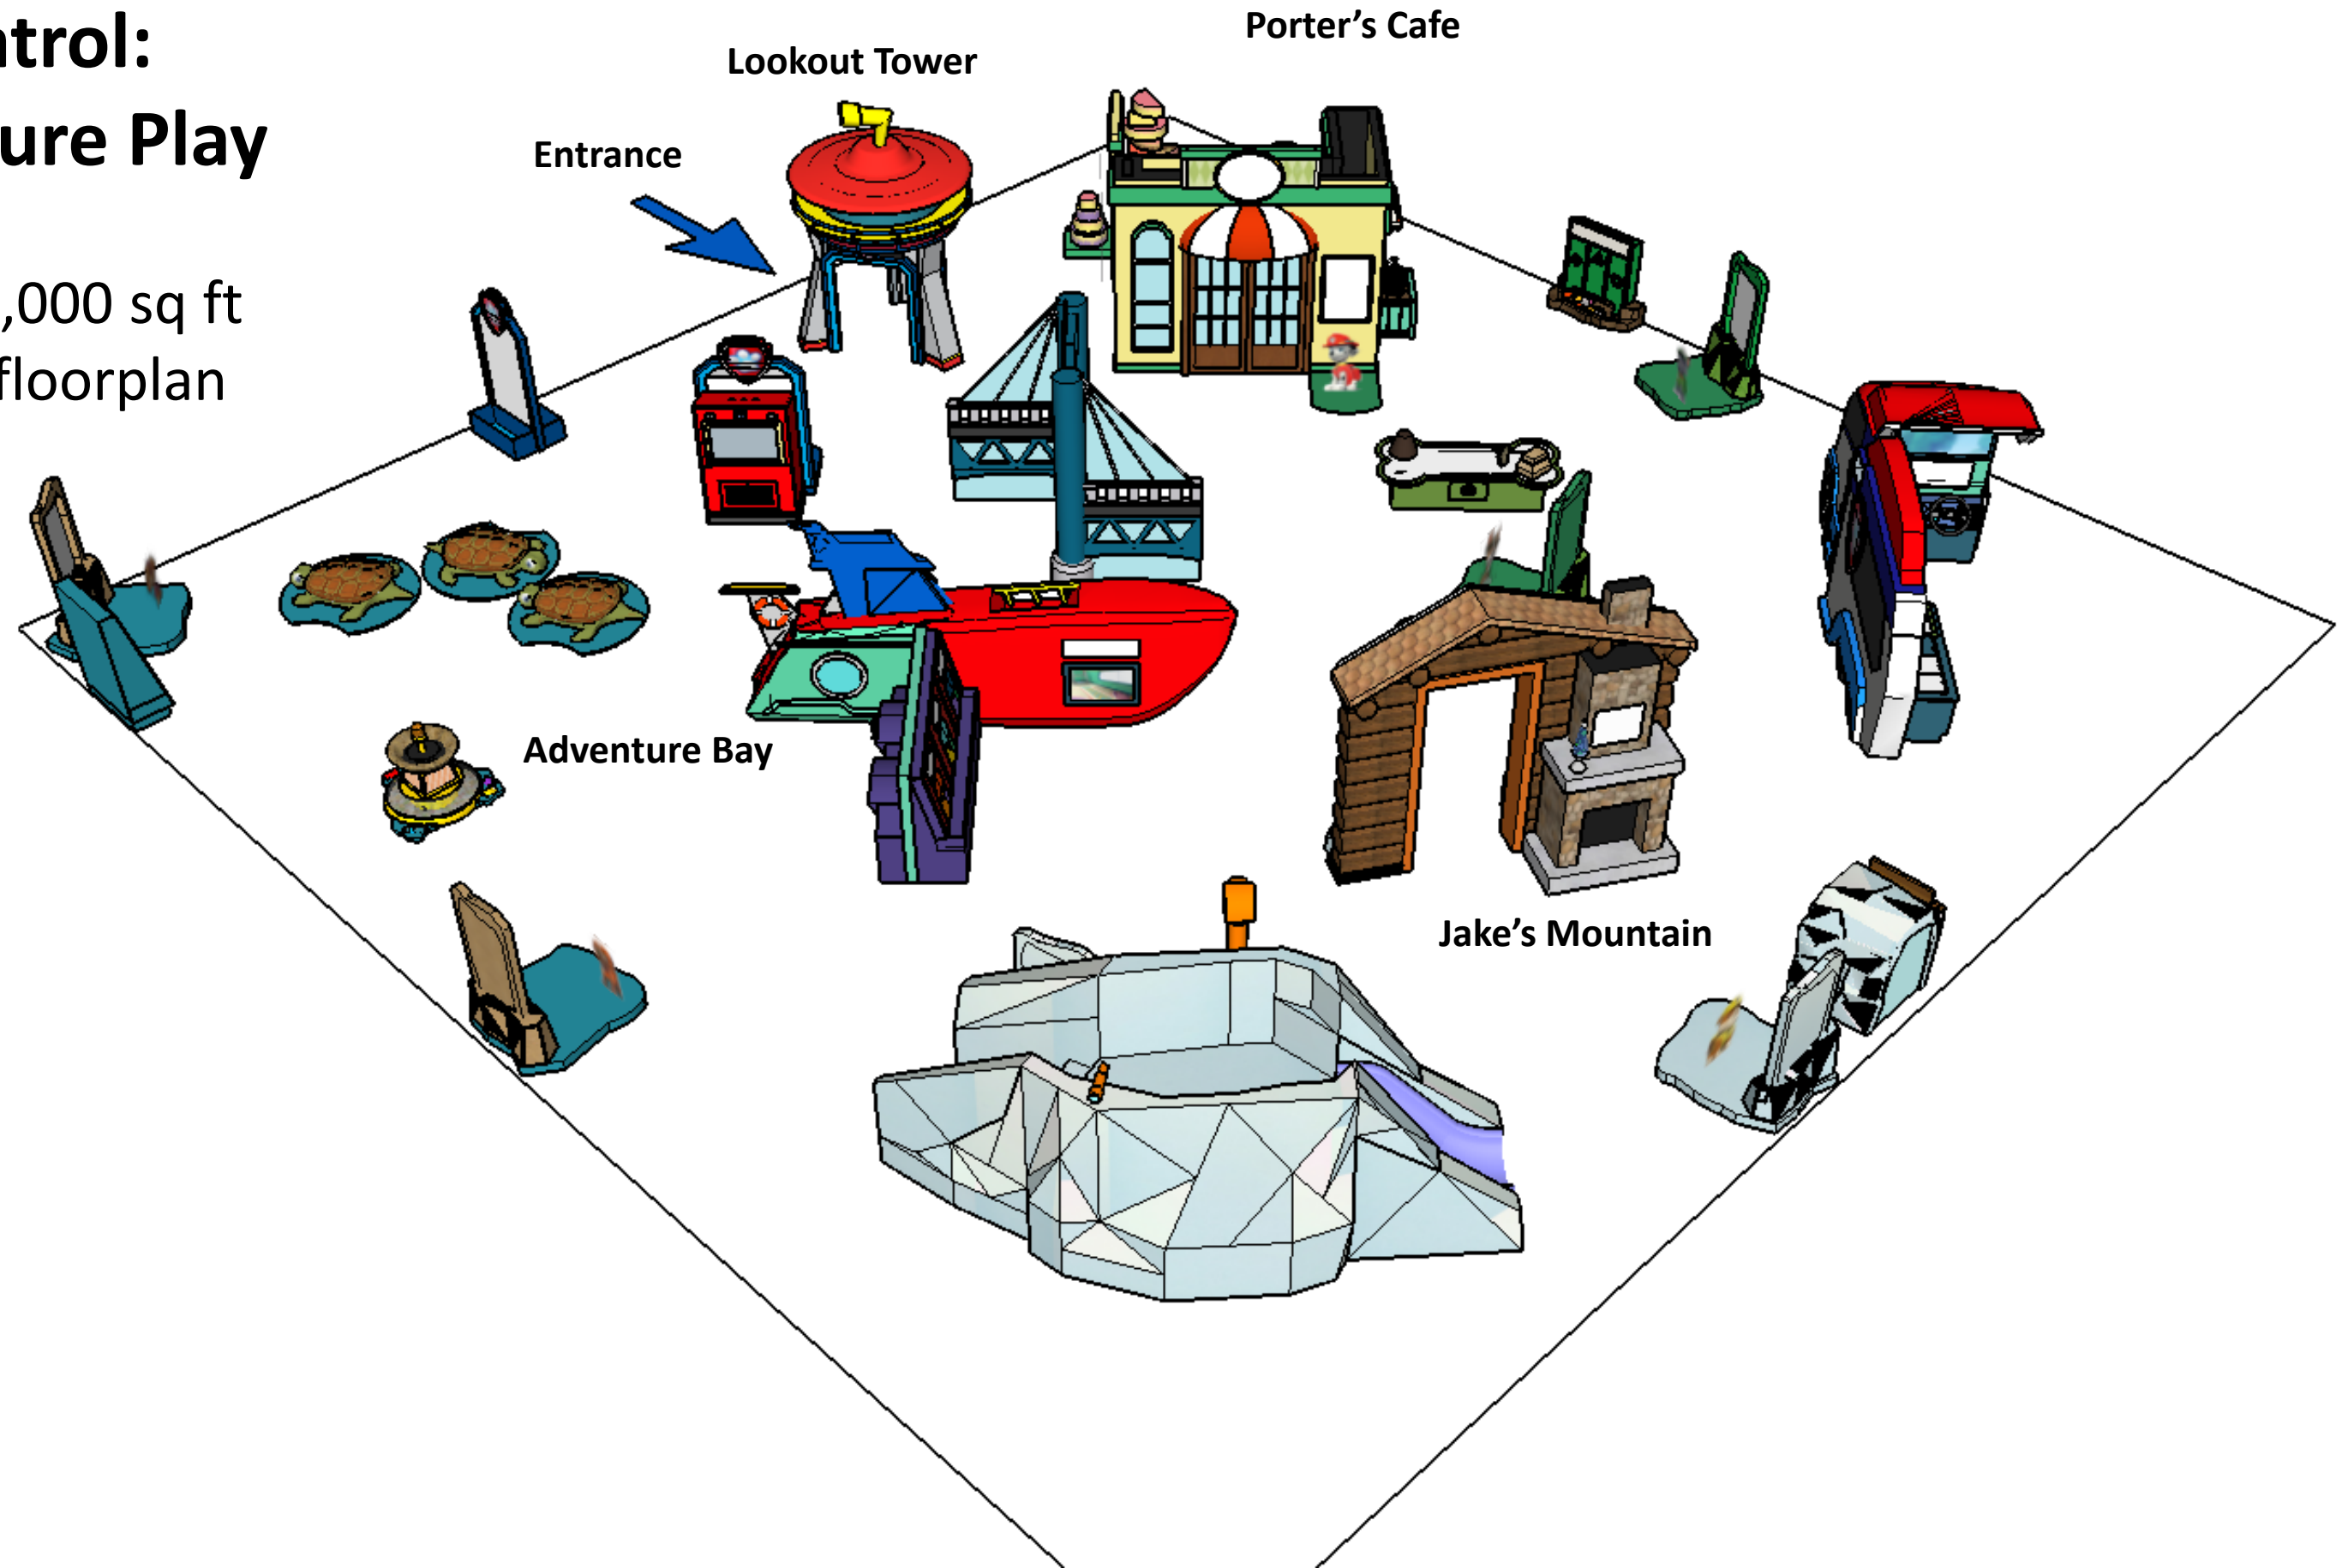 ntrol:
ure Play
,000 sq ft
floorplan
Porter’s Cafe
Lookout Tower
Entrance
Adventure Bay
Jake’s Mountain